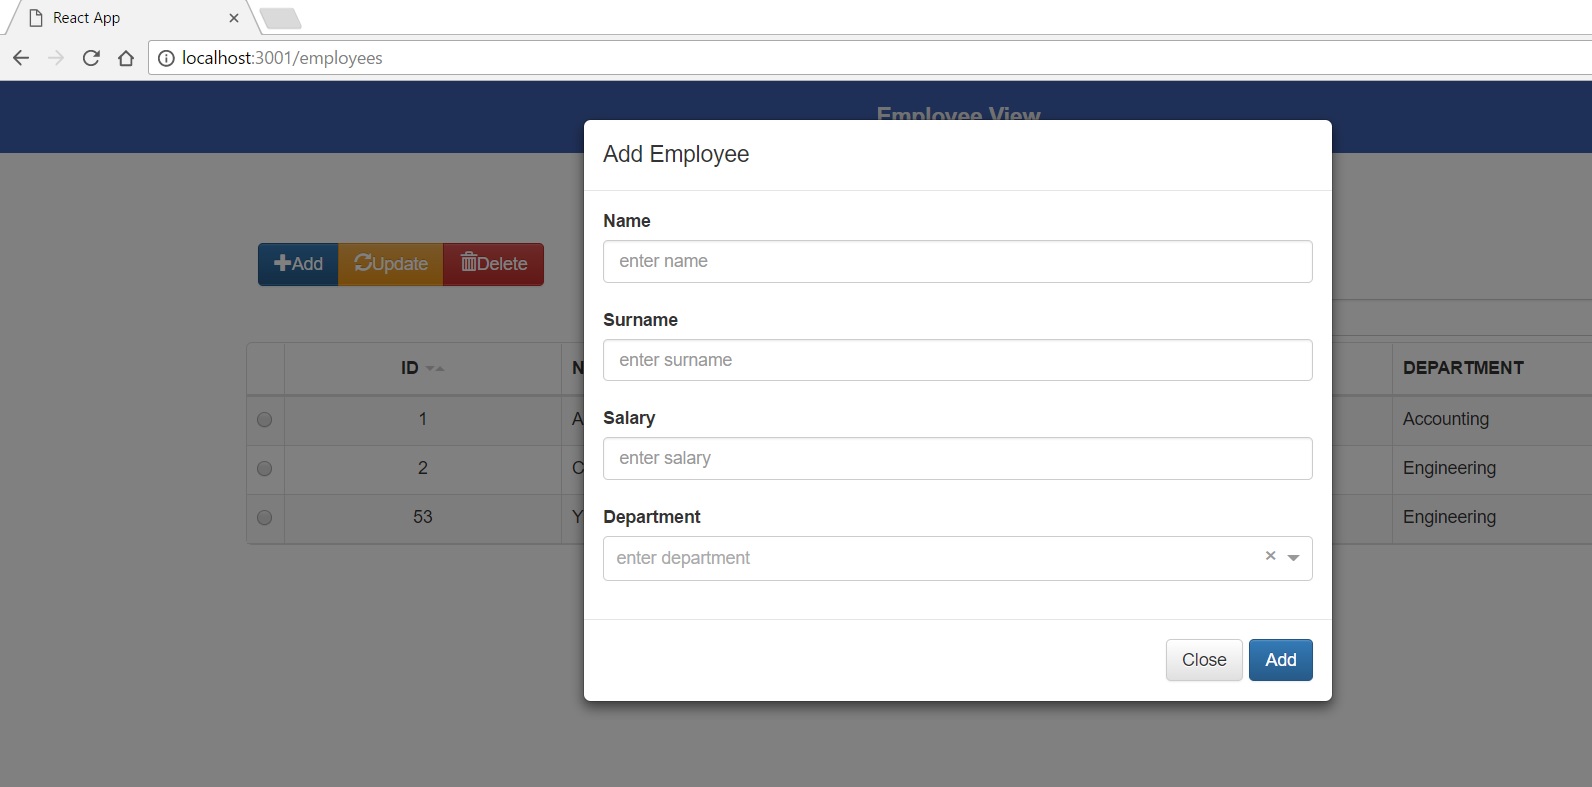 React App
localhost:3001/employees
Employee View
Add Employee
Name
enter name
Add Update Delete
Surname
enter surname
ID N DEPARTMENT
Salary
1 A Accounting
enter salary
2 C Engineering
Department
53 Y Engineering
enter department
Close Add